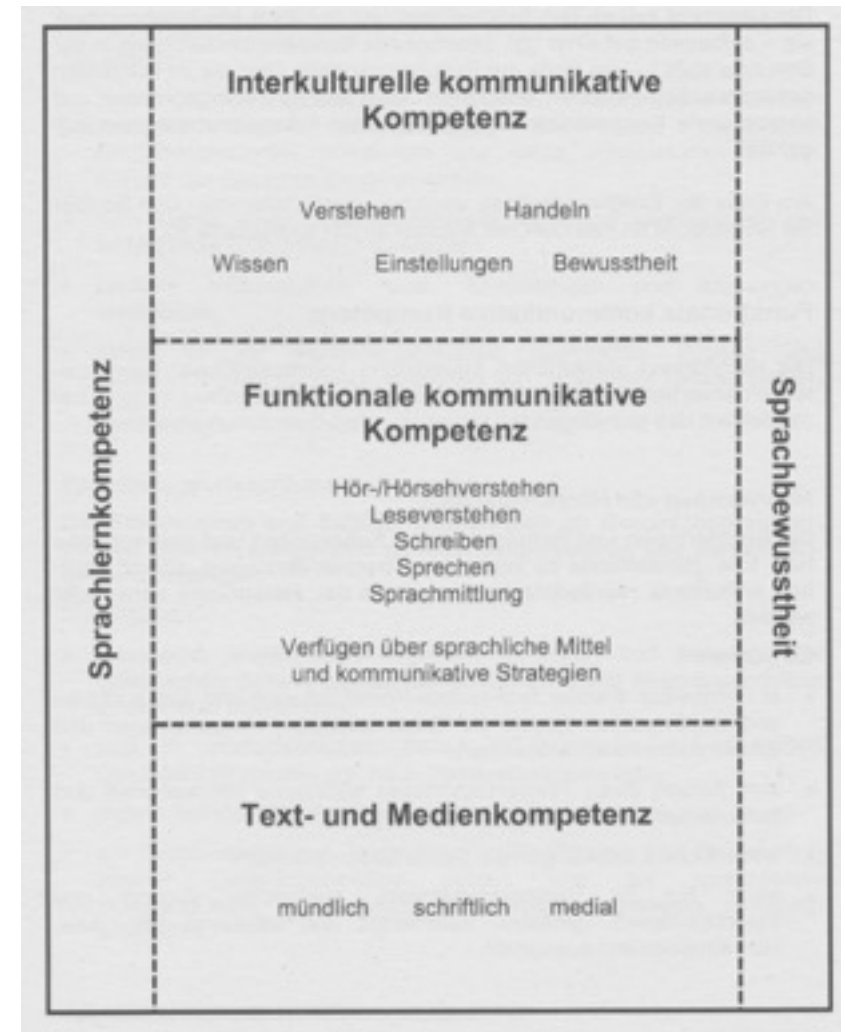 Interkulturelle kommunikative
Kompetenz
Verstehen Handeln
Wissen Einstellungen Bewusstheit
Sprachlernkompetenz
Funktionale kommunikative
Kompetenz
Hör-/Hörsehverstehen
Leseverstehen
Schreiben
Sprechen
Sprachmittlung
Verfügen über sprachliche Mittel
und kommunikative Strategien
Sprachbewusstheit
Text- und Medienkompetenz
mündlich schriftlich medial